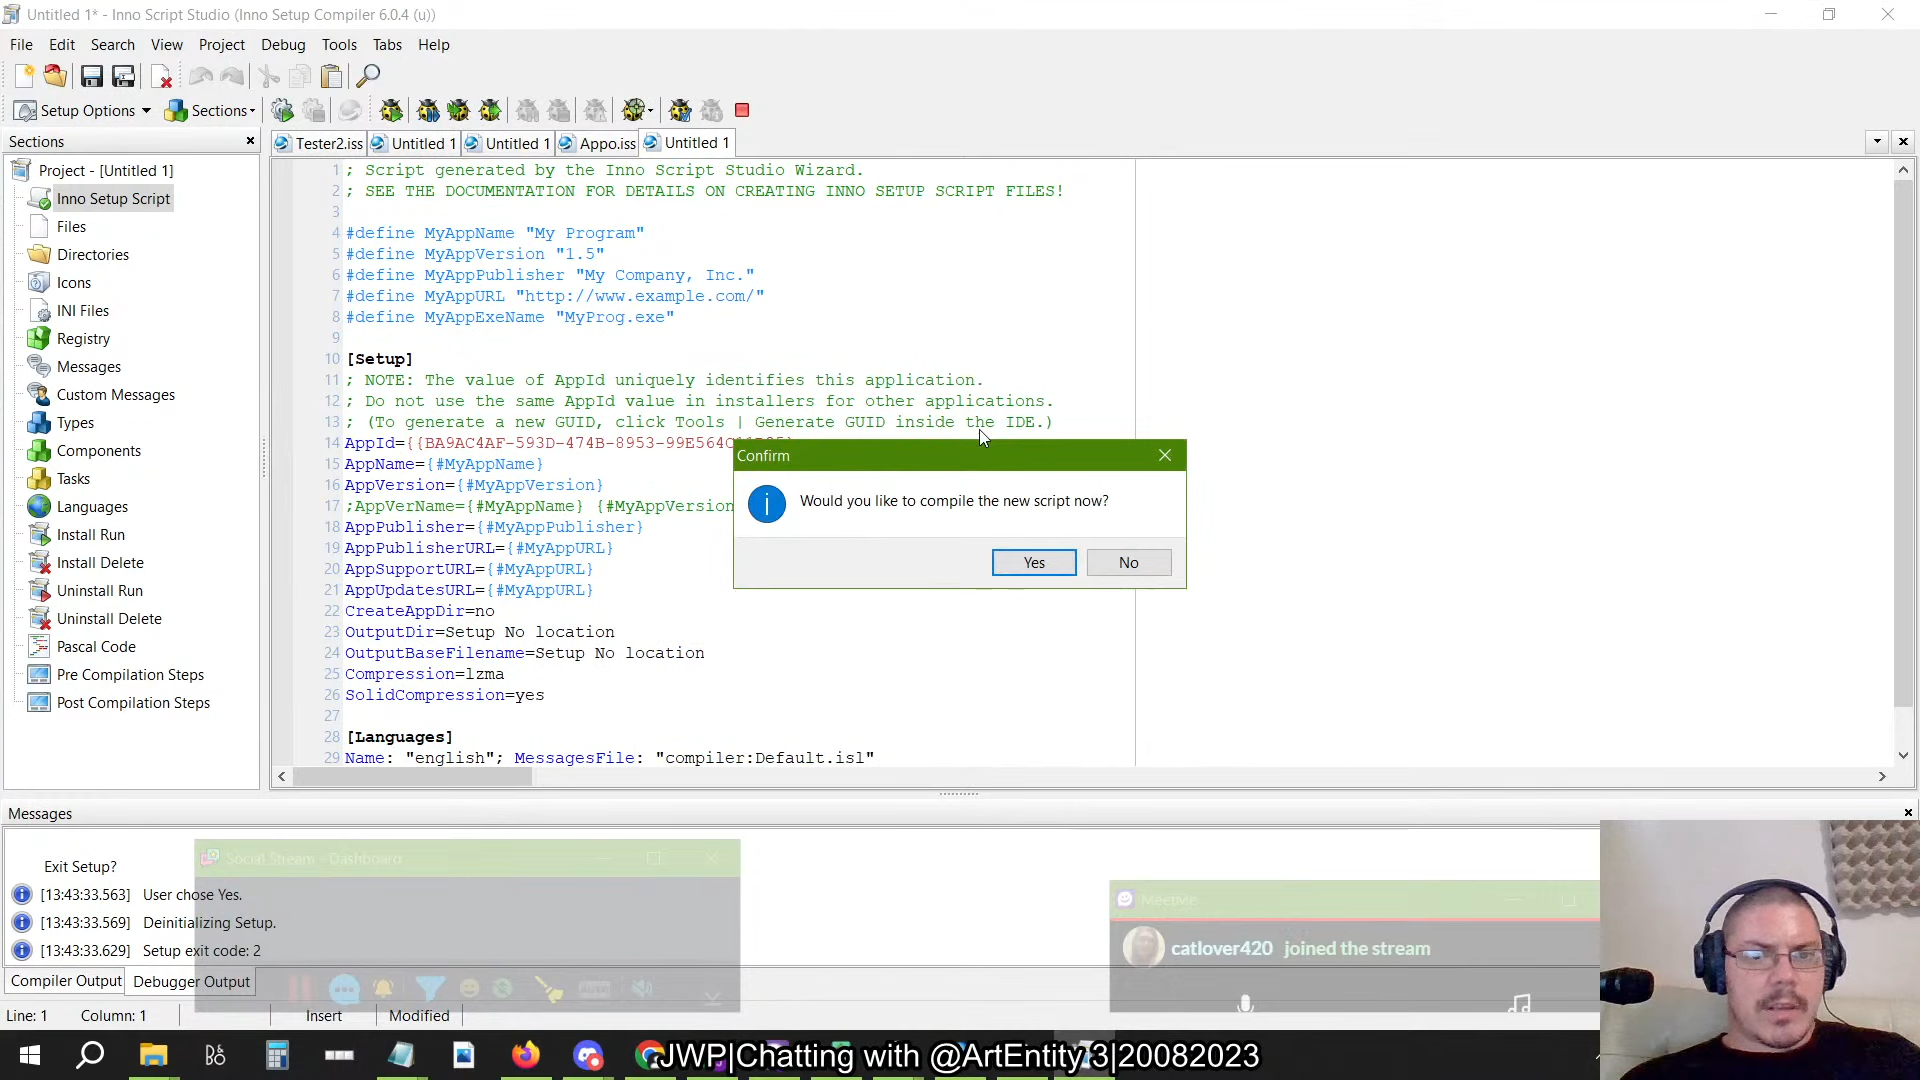 Untitled 1* - Inno Script Studio (Inno Setup Compiler 6.0.4 (u))
File Edit Search View Project Debug Tools Tabs Help
Setup Options Sections
Sections
Tester2.iss Untitled 1 Untitled 1 Appo.iss Untitled 1
Project - [Untitled 1]
Inno Setup Script
Files
Directories
Icons
INI Files
Registry
Messages
Custom Messages
Types
Components
Tasks
Languages
Install Run
Install Delete
Uninstall Run
Uninstall Delete
Pascal Code
Pre Compilation Steps
Post Compilation Steps
1 ; Script generated by the Inno Script Studio Wizard.
2 ; SEE THE DOCUMENTATION FOR DETAILS ON CREATING INNO SETUP SCRIPT FILES!
3
4 #define MyAppName "My Program"
5 #define MyAppVersion "1.5"
6 #define MyAppPublisher "My Company, Inc."
7 #define MyAppURL "http://www.example.com/"
8 #define MyAppExeName "MyProg.exe"
9
10 [Setup]
11 ; NOTE: The value of AppId uniquely identifies this application.
12 ; Do not use the same AppId value in installers for other applications.
13 ; (To generate a new GUID, click Tools | Generate GUID inside the IDE.)
14 AppId={{BA9AC4AF-593D-474B-8953-99E564
15 AppName={#MyAppName}
16 AppVersion={#MyAppVersion}
17 ;AppVerName={#MyAppName} {#MyAppVersion
18 AppPublisher={#MyAppPublisher}
19 AppPublisherURL={#MyAppURL}
20 AppSupportURL={#MyAppURL}
21 AppUpdatesURL={#MyAppURL}
22 CreateAppDir=no
23 OutputDir=Setup No location
24 OutputBaseFilename=Setup No location
25 Compression=lzma
26 SolidCompression=yes
27
28 [Languages]
29 Name: "english"; MessagesFile: "compiler:Default.isl"
Confirm
Would you like to compile the new script now?
Yes No
Messages
Exit Setup?
[13:43:33.563] User chose Yes.
[13:43:33.569] Deinitializing Setup.
[13:43:33.629] Setup exit code: 2
Compiler Output Debugger Output
Social Stream - Dashboard
MeetMe
catlover420 joined the stream
Line: 1 Column: 1 Insert Modified
JWP|Chatting with @ArtEntity 3|20082023